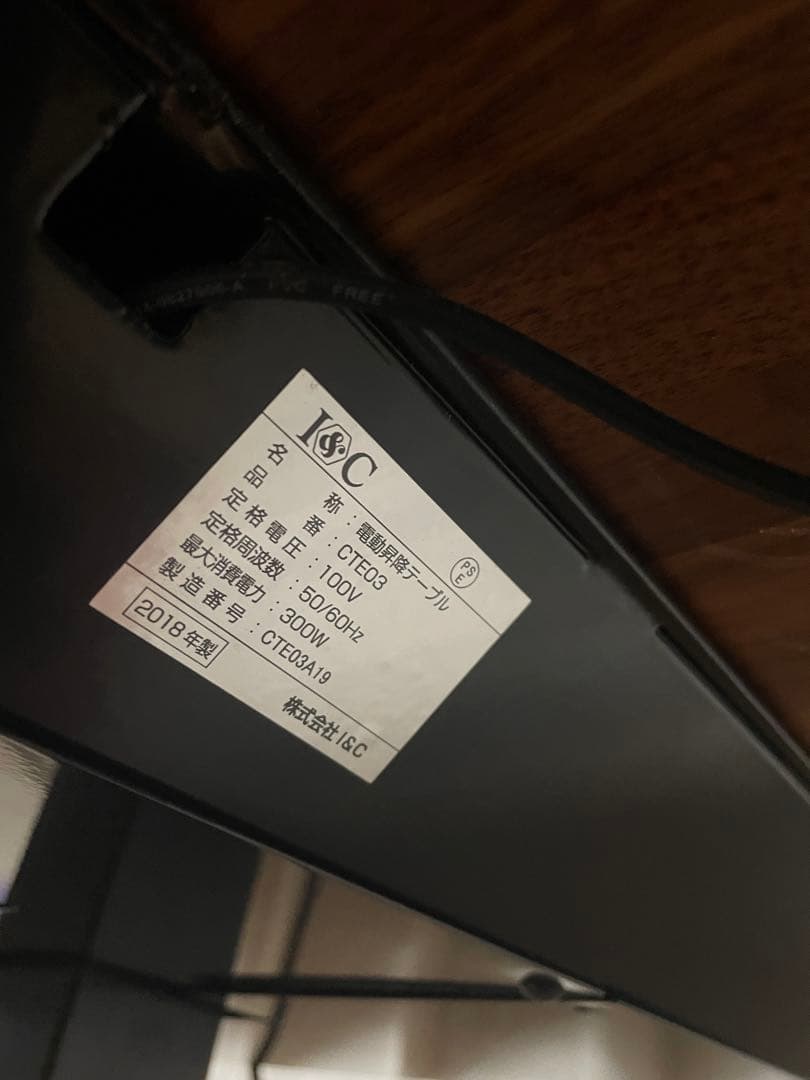 PVC FREE
I&C
名 称 : 電動昇降テーブル
品 番 : CTE03
定格電圧 : 100V
定格周波数 : 50/60Hz
最大消費電力 : 300W
製造番号 : CTE03A19
PSE
2018年製
株式会社I&C